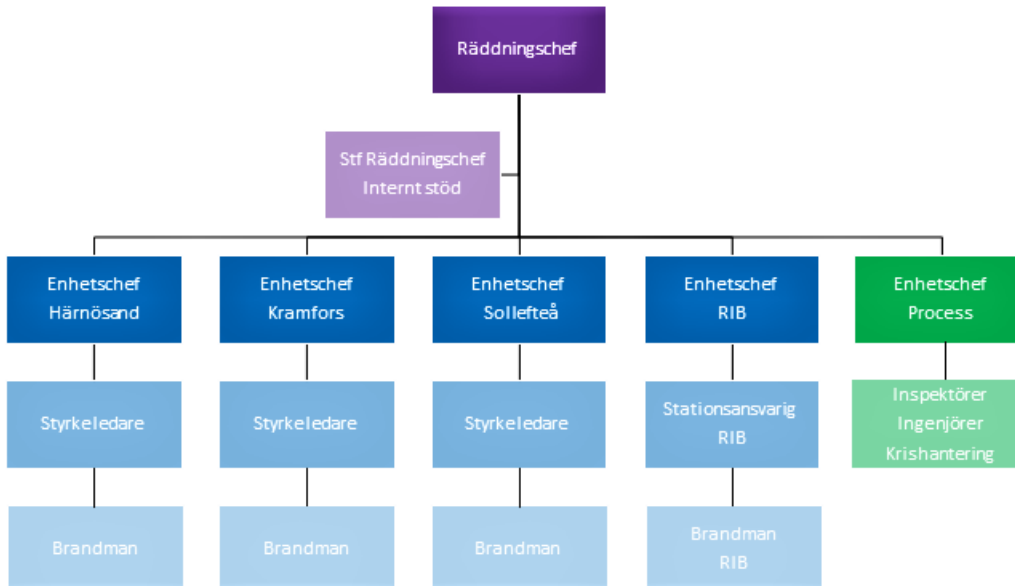 Räddningschef
Stf Räddningschef
Internt stöd
Enhetschef
Härnösand
Enhetschef
Kramfors
Enhetschef
Sollefteå
Enhetschef
RIB
Enhetschef
Process
Styrkeledare
Styrkeledare
Styrkeledare
Stationsansvarig
RIB
Inspektörer
Ingenjörer
Krishantering
Brandman
Brandman
Brandman
Brandman
RIB